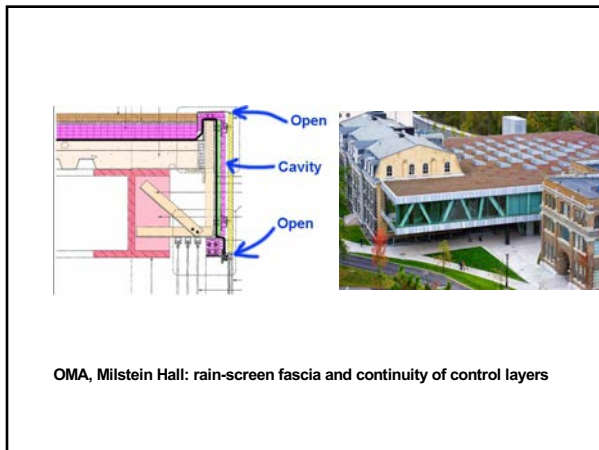 Open
Cavity
Open
OMA, Milstein Hall: rain-screen fascia and continuity of control layers